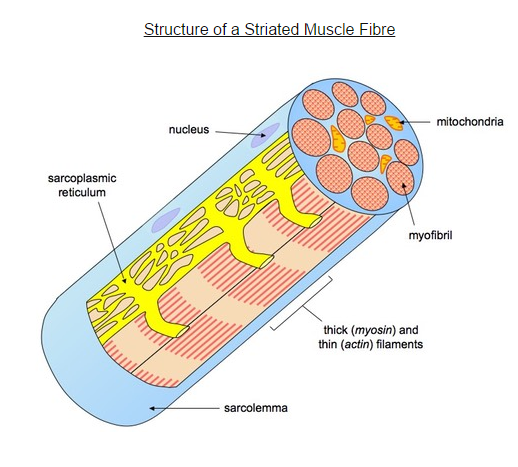 Structure of a Striated Muscle Fibre
nucleus
mitochondria
sarcoplasmic
reticulum
myofibril
thick (myosin) and
thin (actin) filaments
sarcolemma